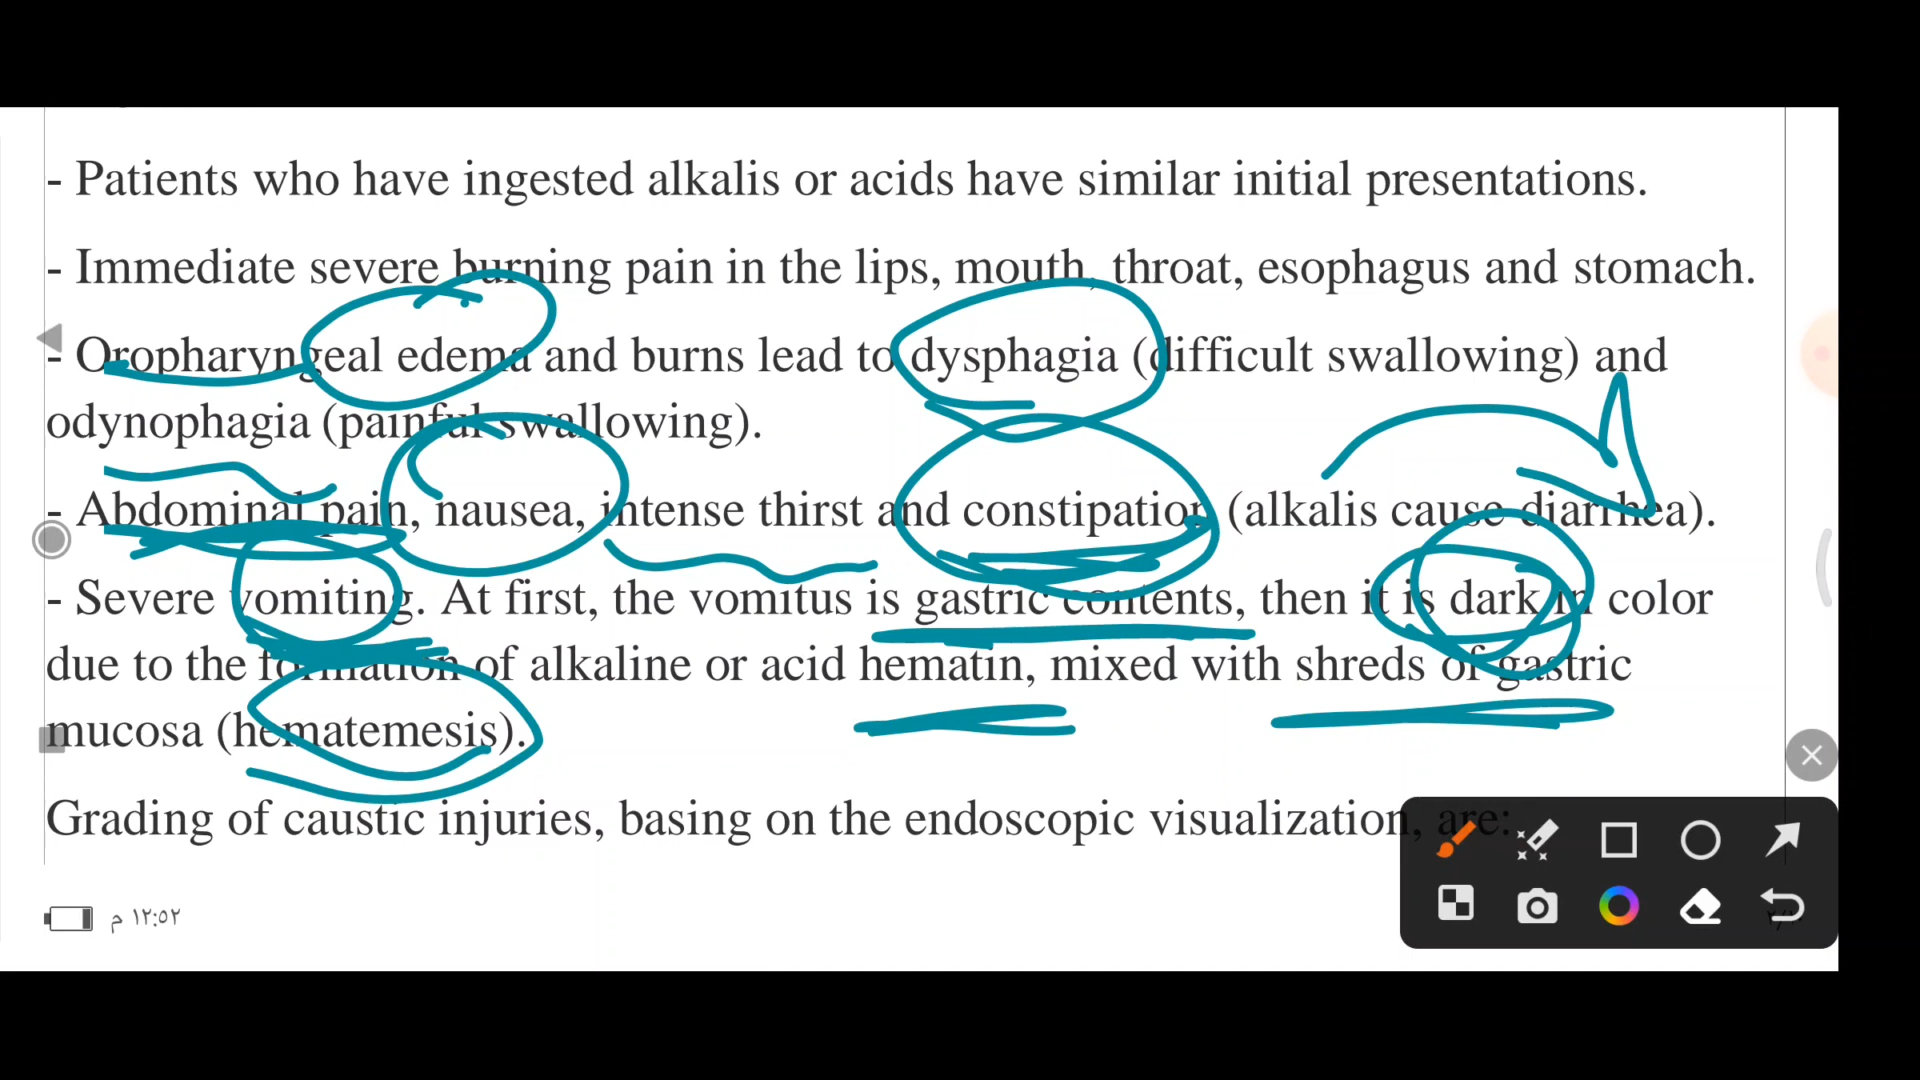 - Patients who have ingested alkalis or acids have similar initial presentations.
- Immediate severe burning pain in the lips, mouth, throat, esophagus and stomach.
- Oropharyngeal edema and burns lead to dysphagia (difficult swallowing) and
odynophagia (painful swallowing).
- Abdominal pain, nausea, intense thirst and constipation (alkalis cause diarrhea).
- Severe vomiting. At first, the vomitus is gastric contents, then it is dark in color
due to the formation of alkaline or acid hematin, mixed with shreds of gastric
mucosa (hematemesis).
Grading of caustic injuries, basing on the endoscopic visualization, are:
١٢:٥٢ م